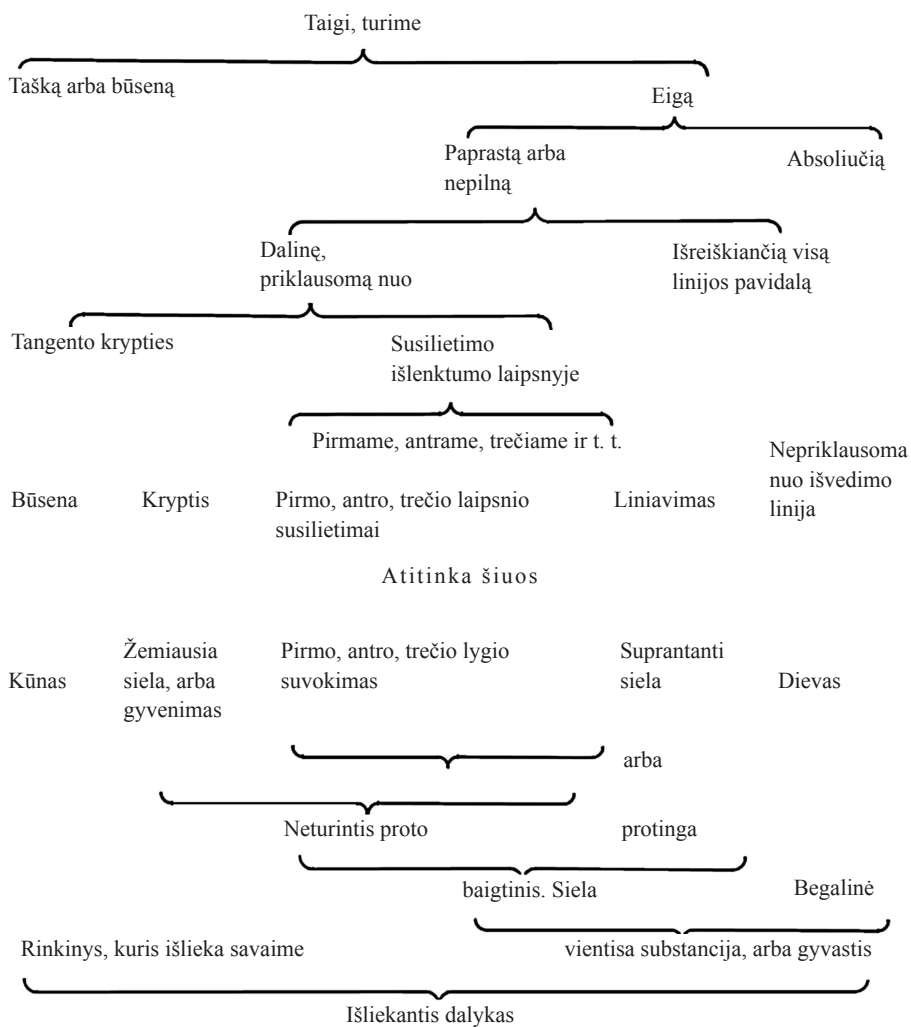 Taigi, turime
Tašką arba būseną
Eigą
Paprastą arba
nepilną
Absoliučią
Dalinę,
priklausomą nuo
Išreiškiančią visą
linijos pavidalą
Tangento krypties
Susilietimo
išlenktumo laipsnyje
Pirmame, antrame, trečiame ir t. t.
Būsena
Kryptis
Pirmo, antro, trečio laipsnio
susilietimai
Liniavimas
Nepriklausoma
nuo išvedimo
linija
Atitinka šiuos
Kūnas
Žemiausia
siela, arba
gyvenimas
Pirmo, antro, trečio lygio
suvokimas
Suprantanti
siela
Dievas
arba
Neturintis proto
protinga
baigtinis. Siela
Begalinė
Rinkinys, kuris išlieka savaime
vientisa substancija, arba gyvastis
Išliekantis dalykas